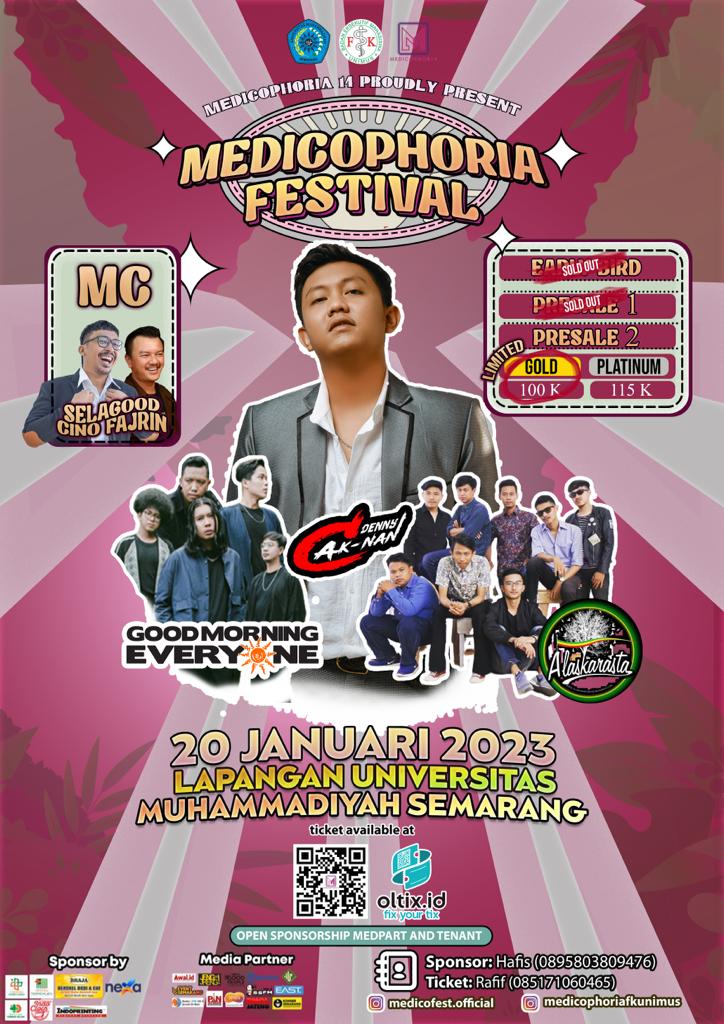 MEDICOPHORIA 14 PROUDLY PRESENT
MEDICOPHORIA
FESTIVAL
MC
SELAGOOD
GINO FAJRIN
EARLY BIRD
SOLD OUT
PRESALE 1
SOLD OUT
PRESALE 2
LIMITED
GOLD
PLATINUM
100 K
115 K
DENNY
CAK-NAN
GOOD MORNING
EVERYONE
Alaskarasta
20 JANUARI 2023
LAPANGAN UNIVERSITAS
MUHAMMADIYAH SEMARANG
ticket available at
oltix.id
fix your tix
OPEN SPONSORSHIP MEDPART AND TENANT
Sponsor by
Media Partner
nexa
EAST.
Sponsor: Hafis (0895803809476)
Ticket: Rafif (085171060465)
medicofest.official
medicophoriafkunimus